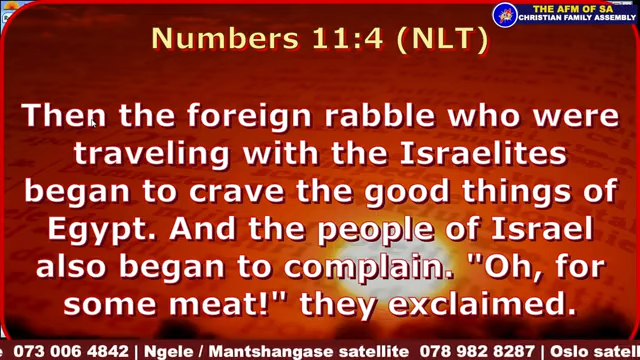 THE AFM OF SA
CHRISTIAN FAMILY ASSEMBLY
Numbers 11:4 (NLT)
Then the foreign rabble who were
traveling with the Israelites
began to crave the good things of
Egypt. And the people of Israel
also began to complain. "Oh, for
some meat!" they exclaimed.
e 073 006 4842 | Ngele / Mantshangase satellite 078 982 8287 | Oslo satell